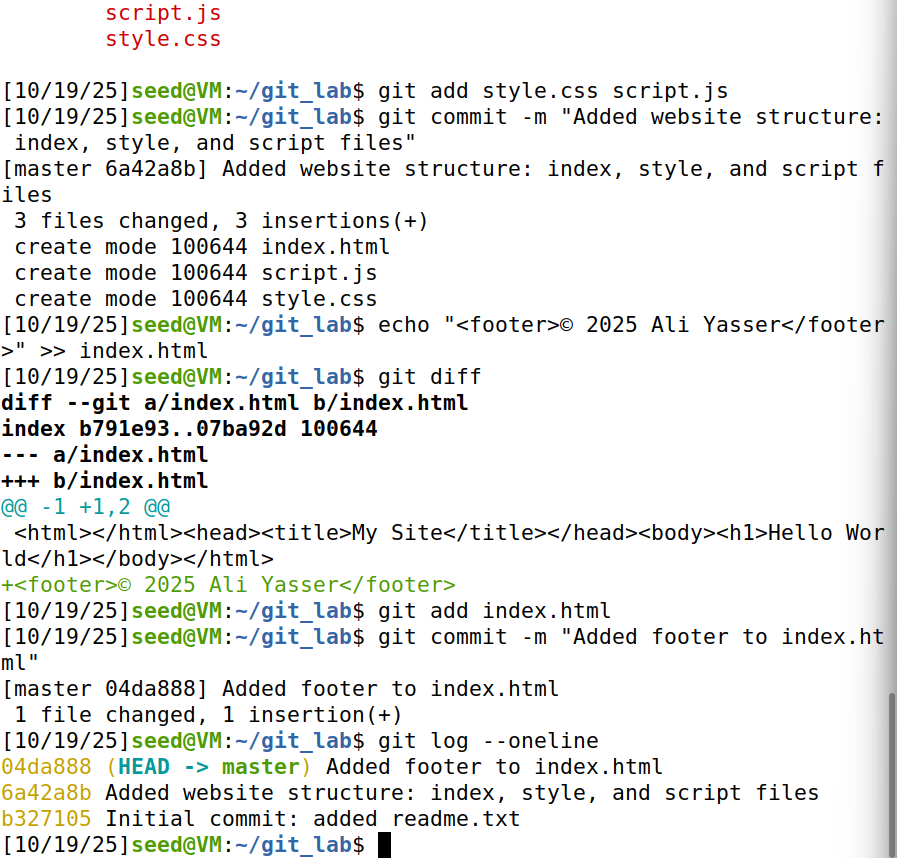 script.js
style.css
[10/19/25]seed@VM:~/git_lab$ git add style.css script.js
[10/19/25]seed@VM:~/git_lab$ git commit -m "Added website structure:
 index, style, and script files"
[master 6a42a8b] Added website structure: index, style, and script f
iles
 3 files changed, 3 insertions(+)
 create mode 100644 index.html
 create mode 100644 script.js
 create mode 100644 style.css
[10/19/25]seed@VM:~/git_lab$ echo "<footer>© 2025 Ali Yasser</footer
>" >> index.html
[10/19/25]seed@VM:~/git_lab$ git diff
diff --git a/index.html b/index.html
index b791e93..07ba92d 100644
--- a/index.html
+++ b/index.html
@@ -1 +1,2 @@
 <html></html><head><title>My Site</title></head><body><h1>Hello Wor
ld</h1></body></html>
+<footer>© 2025 Ali Yasser</footer>
[10/19/25]seed@VM:~/git_lab$ git add index.html
[10/19/25]seed@VM:~/git_lab$ git commit -m "Added footer to index.ht
ml"
[master 04da888] Added footer to index.html
 1 file changed, 1 insertion(+)
[10/19/25]seed@VM:~/git_lab$ git log --oneline
04da888 (HEAD -> master) Added footer to index.html
6a42a8b Added website structure: index, style, and script files
b327105 Initial commit: added readme.txt
[10/19/25]seed@VM:~/git_lab$